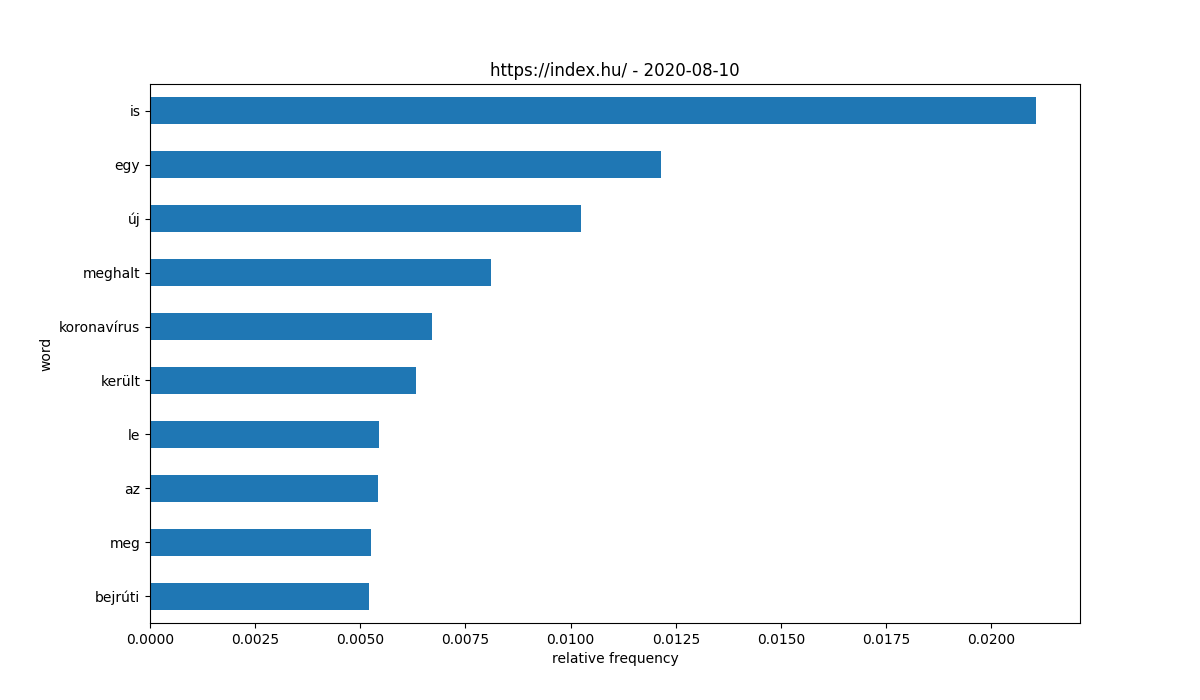 https://index.hu/ - 2020-08-10
is
egy
új
meghalt
koronavírus
került
le
az
meg
bejrúti
word
0.0000 0.0025 0.0050 0.0075 0.0100 0.0125 0.0150 0.0175 0.0200
relative frequency